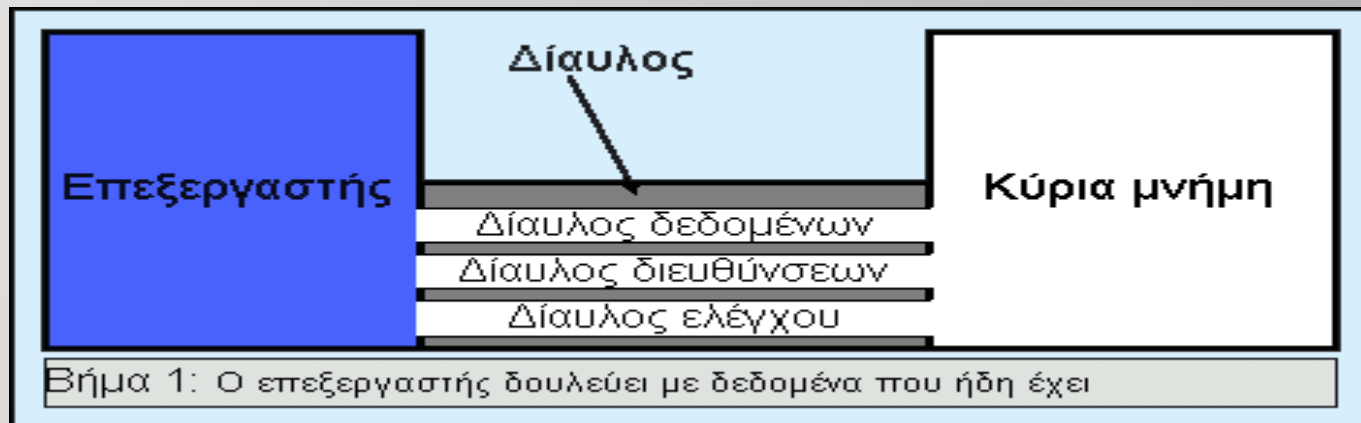 Δίαυλος
Επεξεργαστής
Κύρια μνήμη
Δίαυλος δεδομένων
Δίαυλος διευθύνσεων
Δίαυλος ελέγχου
Βήμα 1: Ο επεξεργαστής δουλεύει με δεδομένα που ήδη έχει